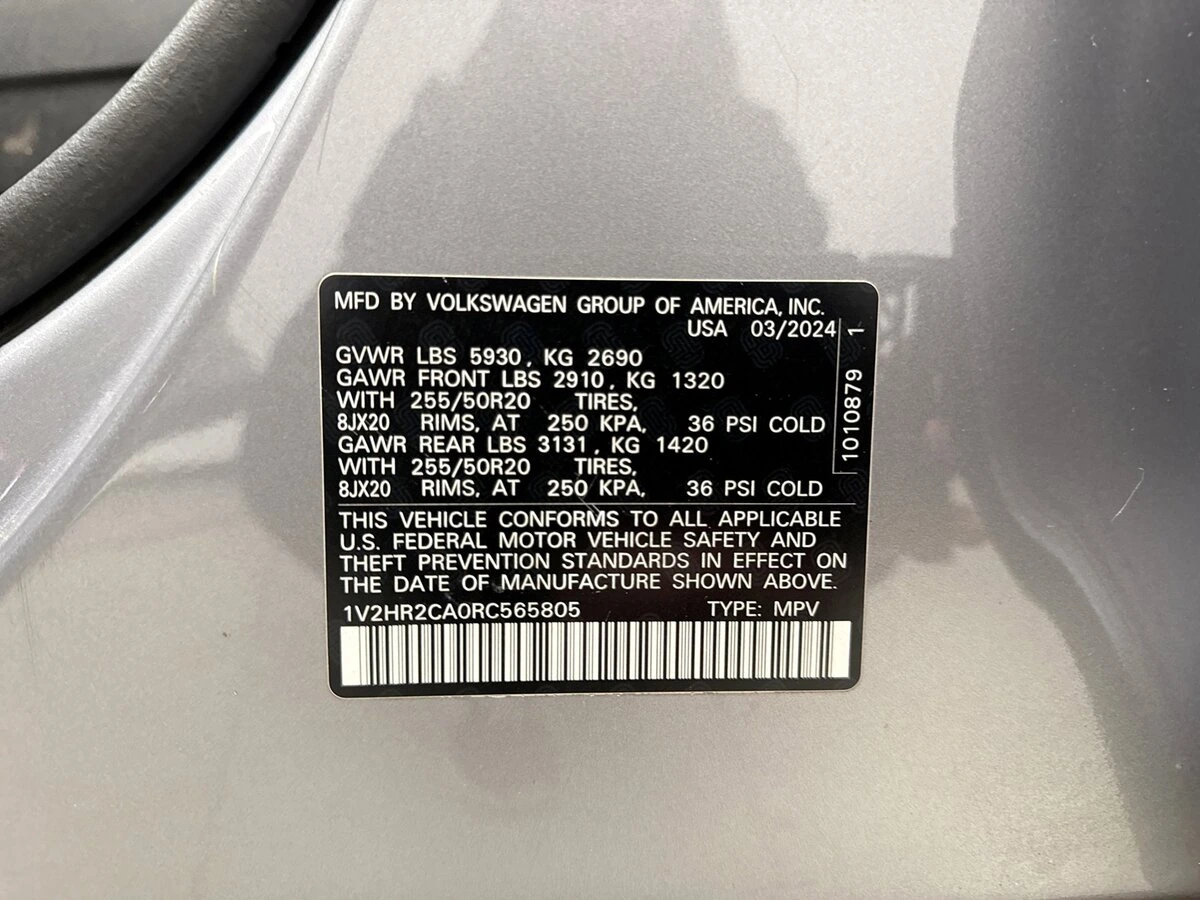 MFD BY VOLKSWAGEN GROUP OF AMERICA, INC.
USA 03/2024
GVWR LBS 5930, KG 2690
GAWR FRONT LBS 2910, KG 1320
WITH 255/50R20 TIRES,
8JX20 RIMS, AT 250 KPA, 36 PSI COLD
GAWR REAR LBS 3131, KG 1420
WITH 255/50R20 TIRES,
8JX20 RIMS, AT 250 KPA, 36 PSI COLD
1010879 1
THIS VEHICLE CONFORMS TO ALL APPLICABLE
U.S. FEDERAL MOTOR VEHICLE SAFETY AND
THEFT PREVENTION STANDARDS IN EFFECT ON
THE DATE OF MANUFACTURE SHOWN ABOVE.
1V2HR2CA0RC565805 TYPE: MPV